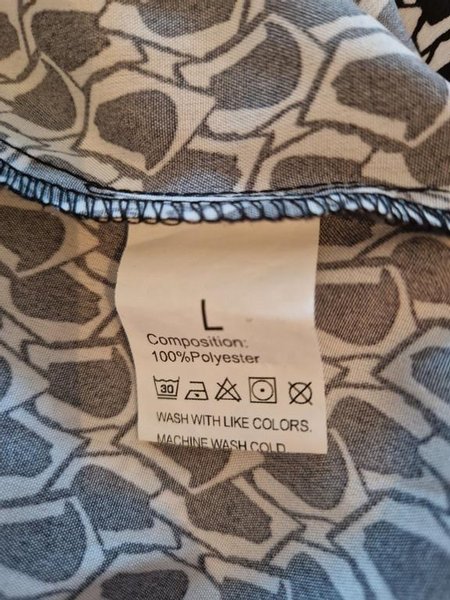 L
Composition:
100%Polyester
30
WASH WITH LIKE COLORS.
MACHINE WASH COLD